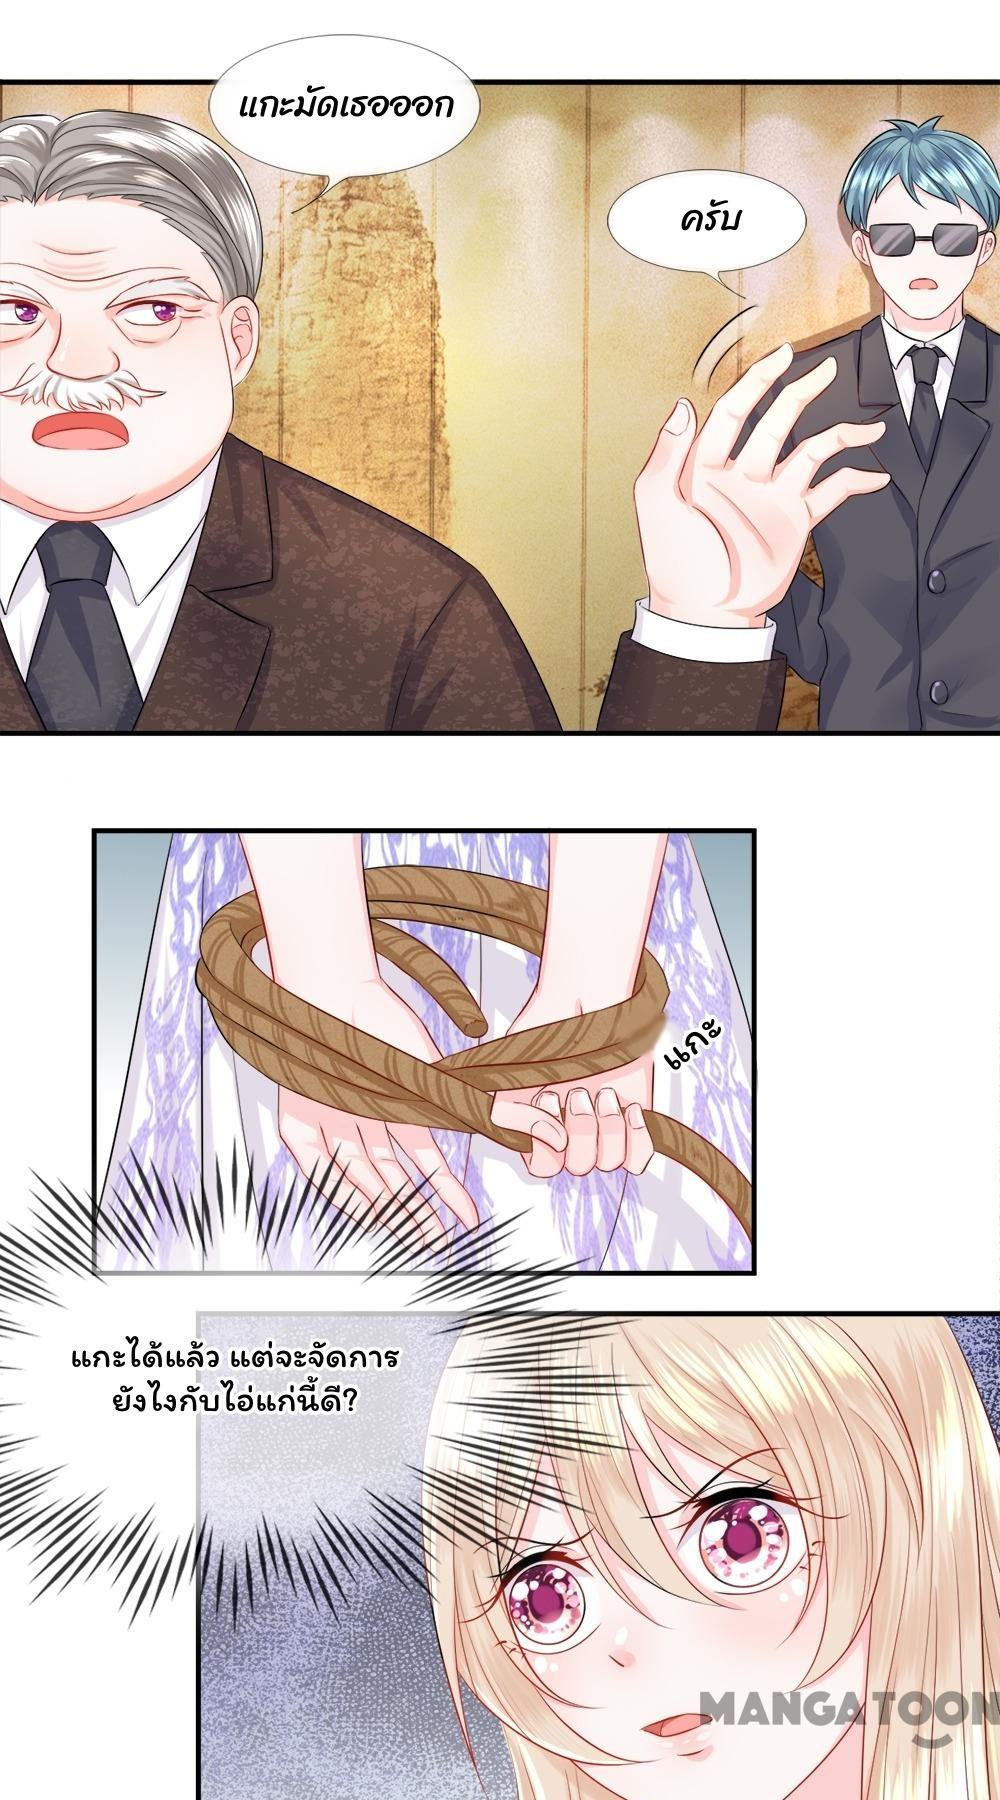 แกะมัดเธอออก
ครับ
แกะ
แกะได้แล้ว แต่จะจัดการ
ยังไงกับไอ่แก่นี้ดี?
MANGATOON